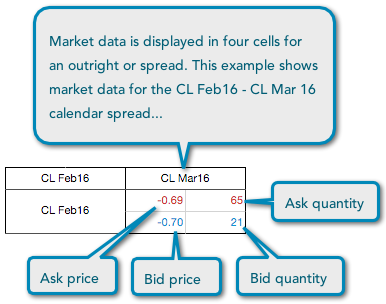 Market data is displayed in four cells for
an outright or spread. This example shows
market data for the CL Feb16 - CL Mar 16
calendar spread...
CL Feb16 CL Mar16
CL Feb16 -0.69 65
-0.70 21
Ask quantity
Ask price Bid price Bid quantity